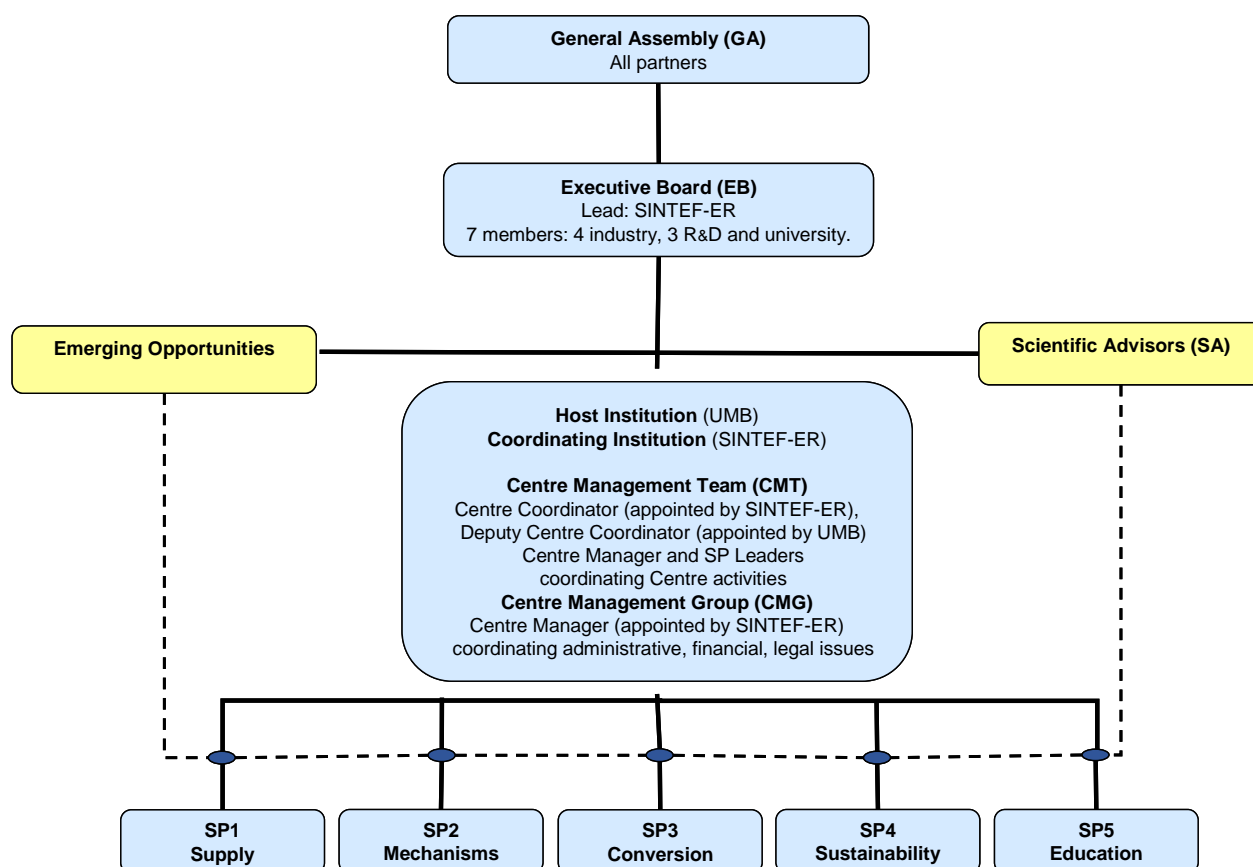 General Assembly (GA)
All partners
Executive Board (EB)
Lead: SINTEF-ER
7 members: 4 industry, 3 R&D and university.
Emerging Opportunities
Scientific Advisors (SA)
Host Institution (UMB)
Coordinating Institution (SINTEF-ER)
Centre Management Team (CMT)
Centre Coordinator (appointed by SINTEF-ER),
Deputy Centre Coordinator (appointed by UMB)
Centre Manager and SP Leaders
coordinating Centre activities
Centre Management Group (CMG)
Centre Manager (appointed by SINTEF-ER)
coordinating administrative, financial, legal issues
SP1
Supply
SP2
Mechanisms
SP3
Conversion
SP4
Sustainability
SP5
Education